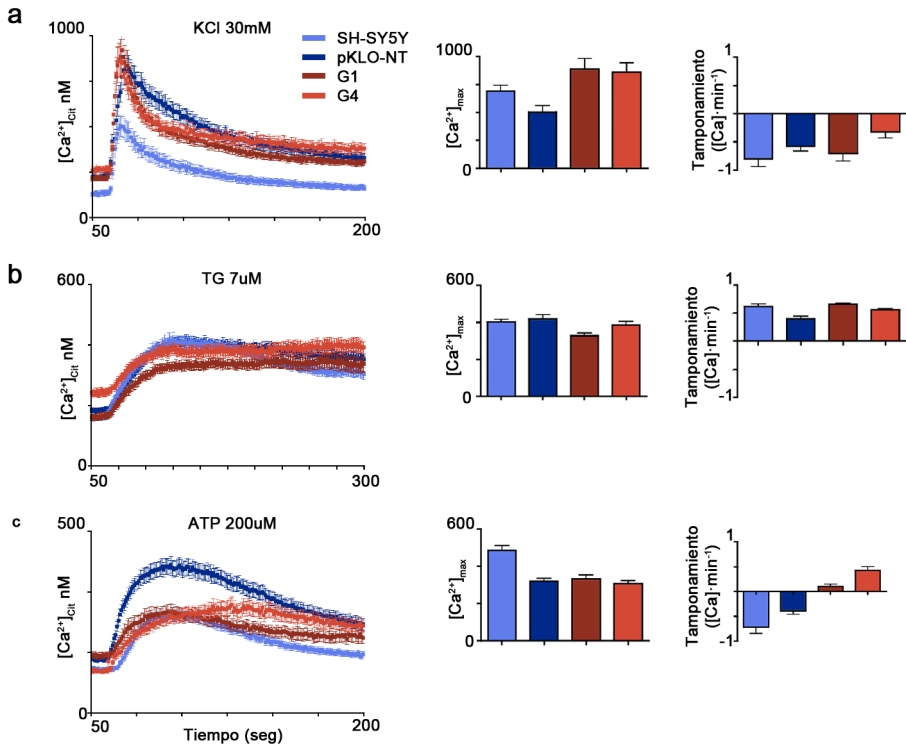 a
KCl 30mM
1000
[Ca²⁺]Cit nM
0
50
200
SH-SY5Y
pKLO-NT
G1
G4
1000
[Ca²⁺]max
0
1
Tamponamiento
([Ca]·min⁻¹)
-1
b
TG 7uM
600
[Ca²⁺]Cit nM
0
50
300
600
[Ca²⁺]max
0
1
Tamponamiento
([Ca]·min⁻¹)
-1
c
ATP 200uM
500
[Ca²⁺]Cit nM
0
50
200
Tiempo (seg)
600
[Ca²⁺]max
0
1
Tamponamiento
([Ca]·min⁻¹)
-1